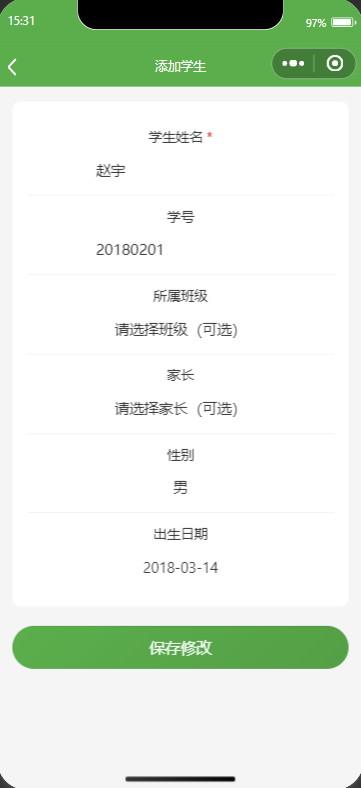 15:31
97%
添加学生
学生姓名 *
赵宇
学号
20180201
所属班级
请选择班级（可选）
家长
请选择家长（可选）
性别
男
出生日期
2018-03-14
保存修改